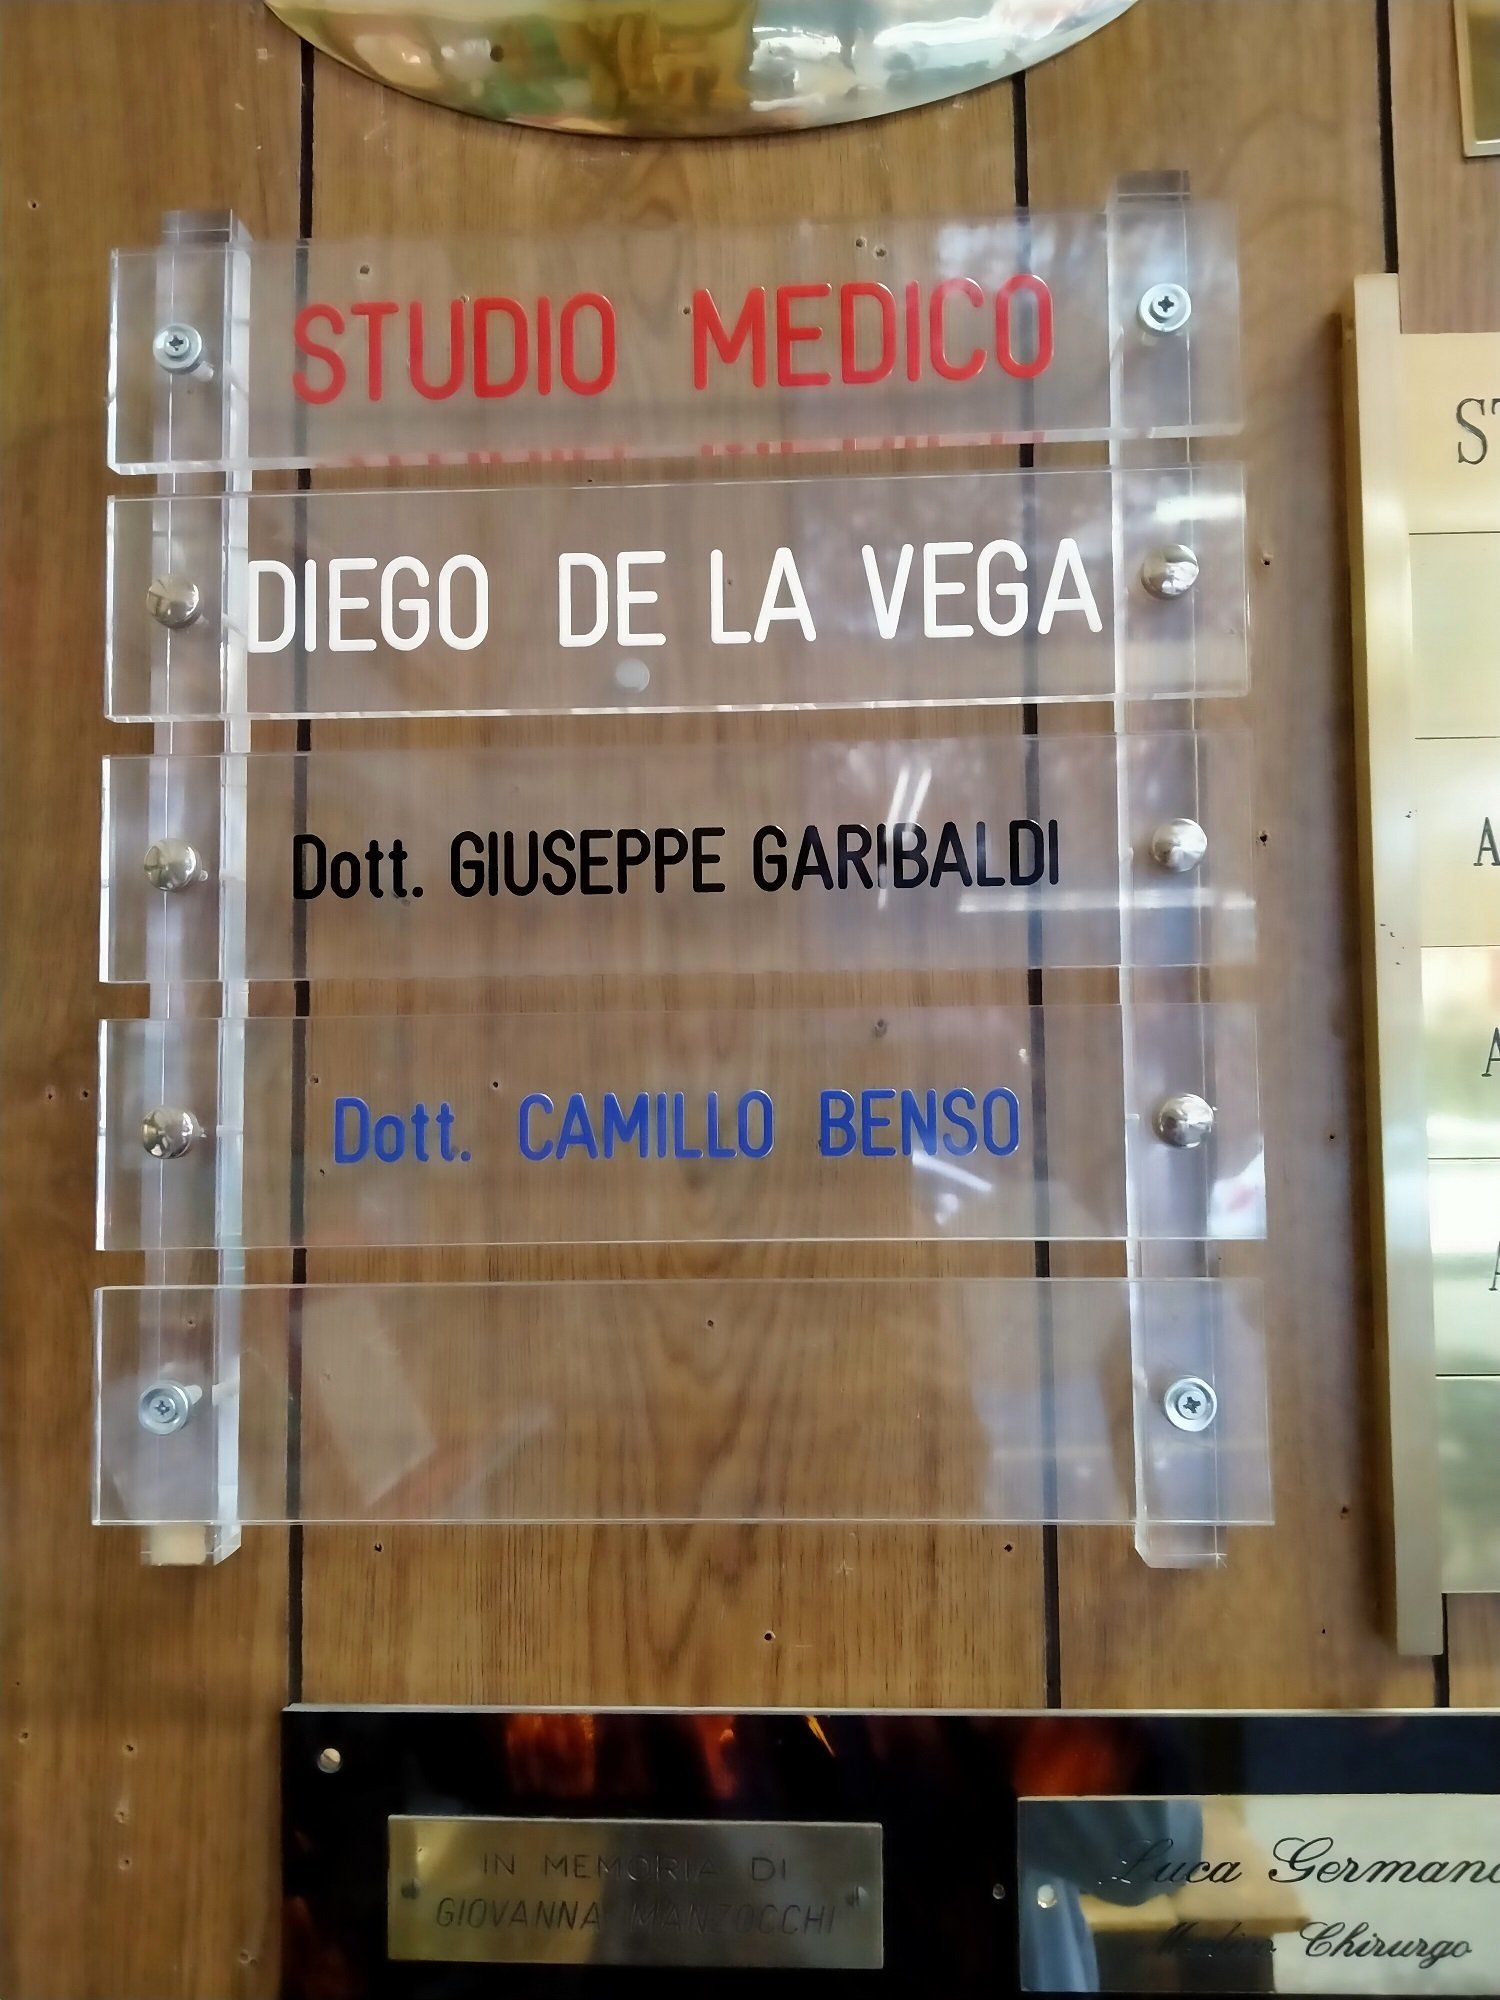 STUDIO MEDICO
DIEGO DE LA VEGA
Dott. GIUSEPPE GARIBALDI
Dott. CAMILLO BENSO
ST
A
A
A
IN MEMORIA DI
GIOVANNA MANZOCCHI
Luca Germano
Chirurgo